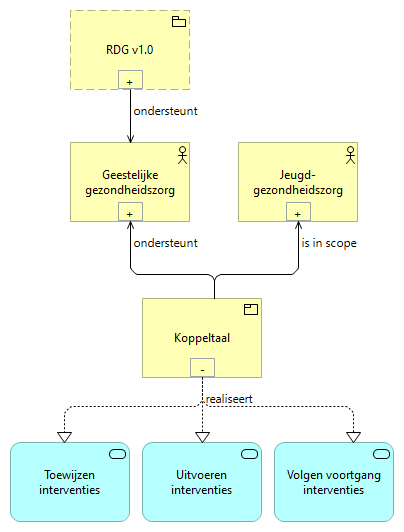 RDG v1.0
+
ondersteunt
Geestelijke
gezondheidszorg
+
Jeugd-
gezondheidszorg
+
ondersteunt
is in scope
Koppeltaal
-
realiseert
Toewijzen
interventies
Uitvoeren
interventies
Volgen voortgang
interventies